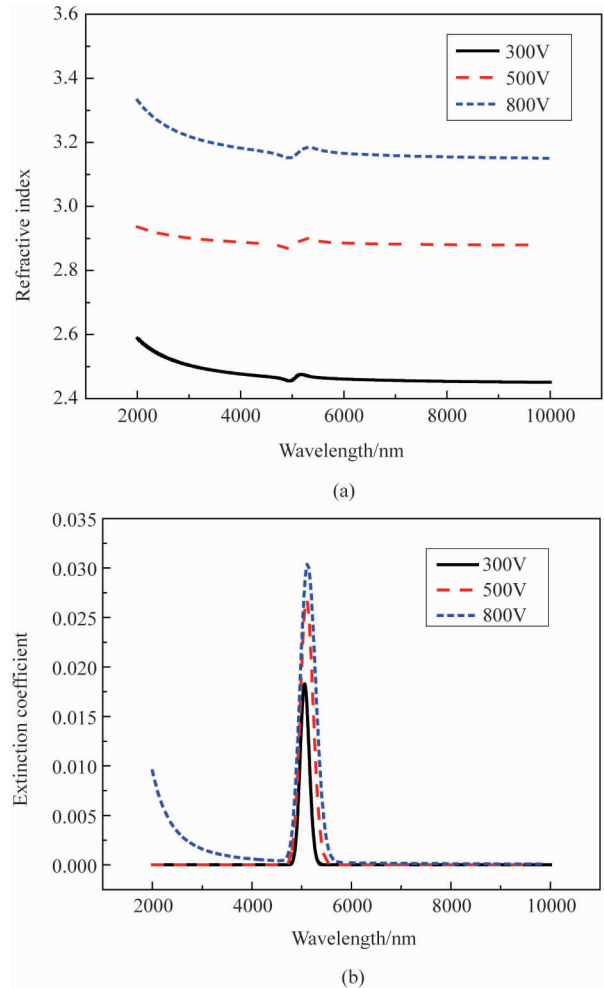 3.6
3.4
3.2
3.0
2.8
2.6
2.4
Refractive index
300V
500V
800V
2000
4000
6000
8000
10000
Wavelength/nm
(a)
0.035
0.030
0.025
0.020
0.015
0.010
0.005
0.000
Extinction coefficient
300V
500V
800V
2000
4000
6000
8000
10000
Wavelength/nm
(b)